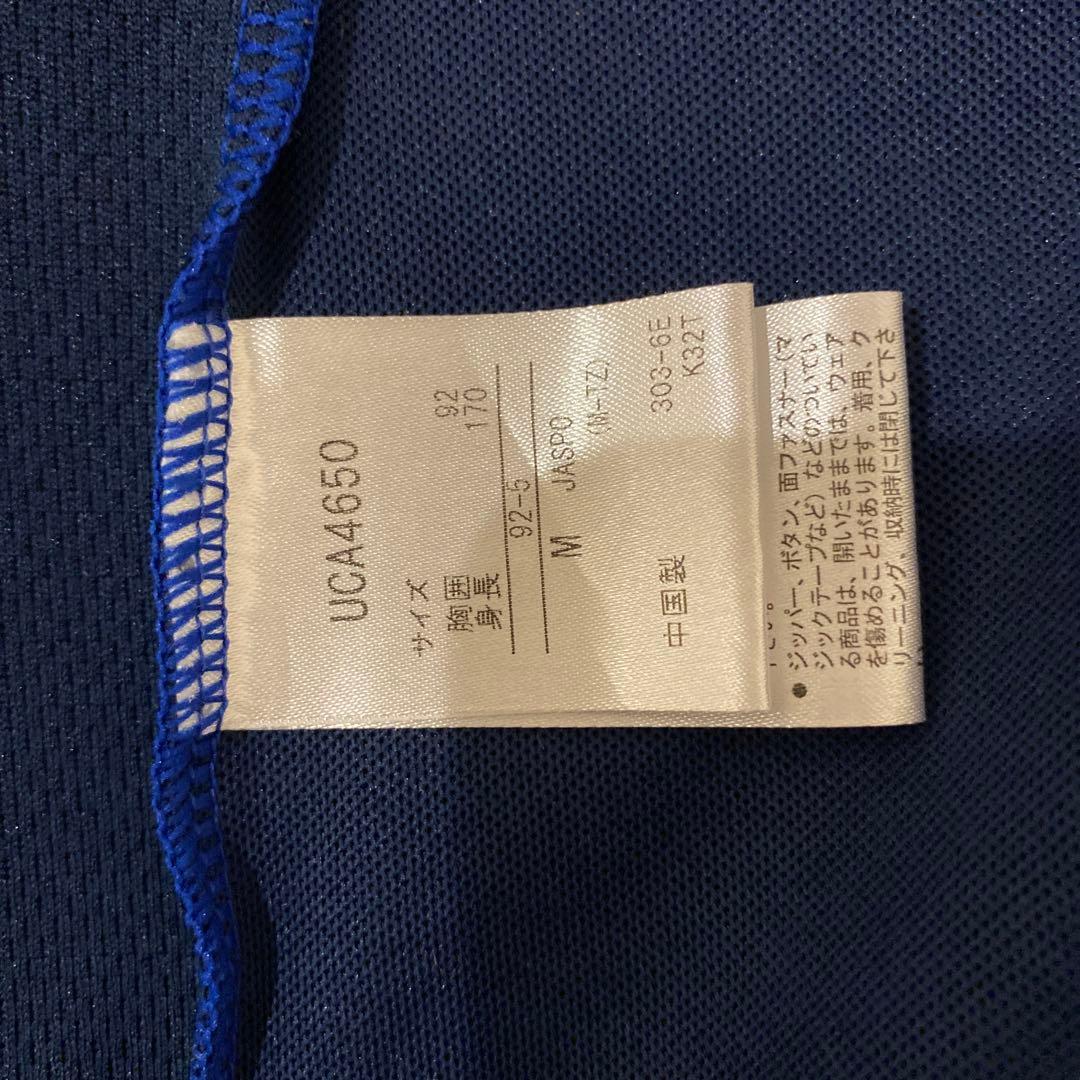 UCA4650
サイズ
胸囲 92
身長 170
92-5
M JASPO
(M-TZ)
中国製 303-6E
K32T
● ジッパー、ボタン、面ファスナー(マ
ジックテープなど)などのついてい
る商品は、開いたままでは、ウェア
を傷めることがあります。着用、ク
リーニング、収納時には閉じて下さ